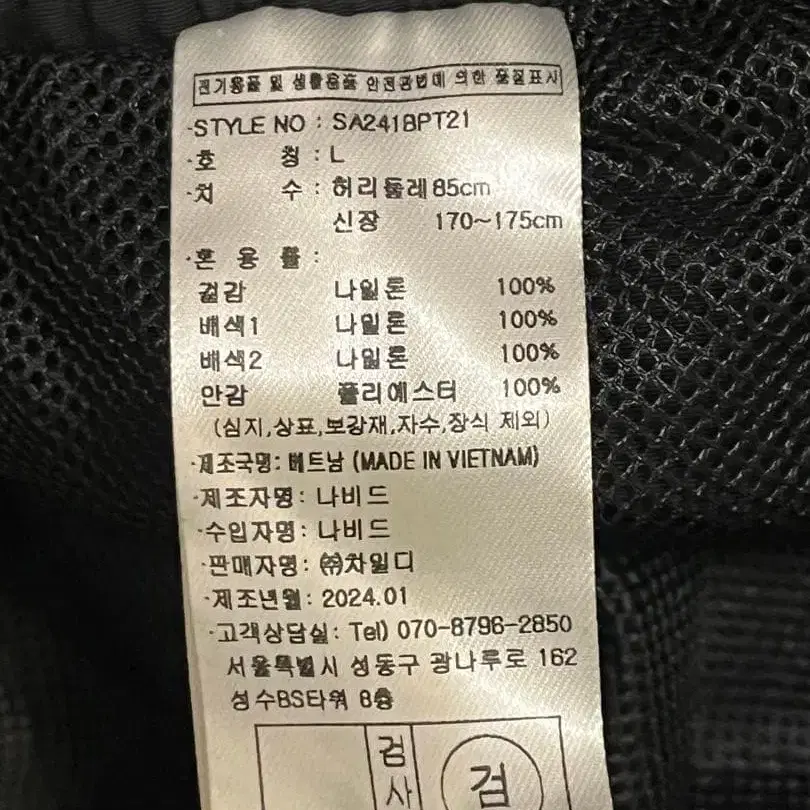 전기용품 및 생활용품 안전관법에 의한 품질표시
·STYLE NO : SA241BPT21
·호 칭 : L
·치 수 : 허리둘레 85cm
신장 170~175cm
·혼 용 률 :
겉감 나일론 100%
배색1 나일론 100%
배색2 나일론 100%
안감 폴리에스터 100%
(심지,상표,보강재,자수,장식 제외)
·제조국명: 베트남 (MADE IN VIETNAM)
·제조자명: 나비드
·수입자명: 나비드
·판매자명: ㈜차일디
·제조년월: 2024.01
·고객상담실: Tel) 070-8796-2850
서울특별시 성동구 광나루로 162
성수BS타워 8층
검사 검